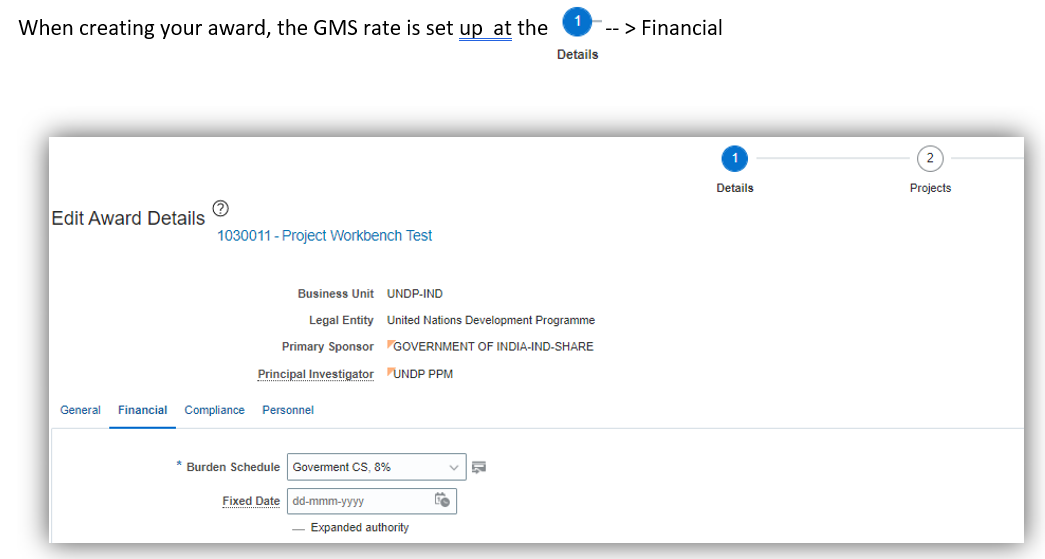 When creating your award, the GMS rate is set up at the 1 -- > Financial
Details
1 2
Details Projects
Edit Award Details ?
1030011 - Project Workbench Test
Business Unit UNDP-IND
Legal Entity United Nations Development Programme
Primary Sponsor GOVERNMENT OF INDIA-IND-SHARE
Principal Investigator UNDP PPM
General Financial Compliance Personnel
* Burden Schedule Goverment CS, 8%
Fixed Date dd-mmm-yyyy
Expanded authority